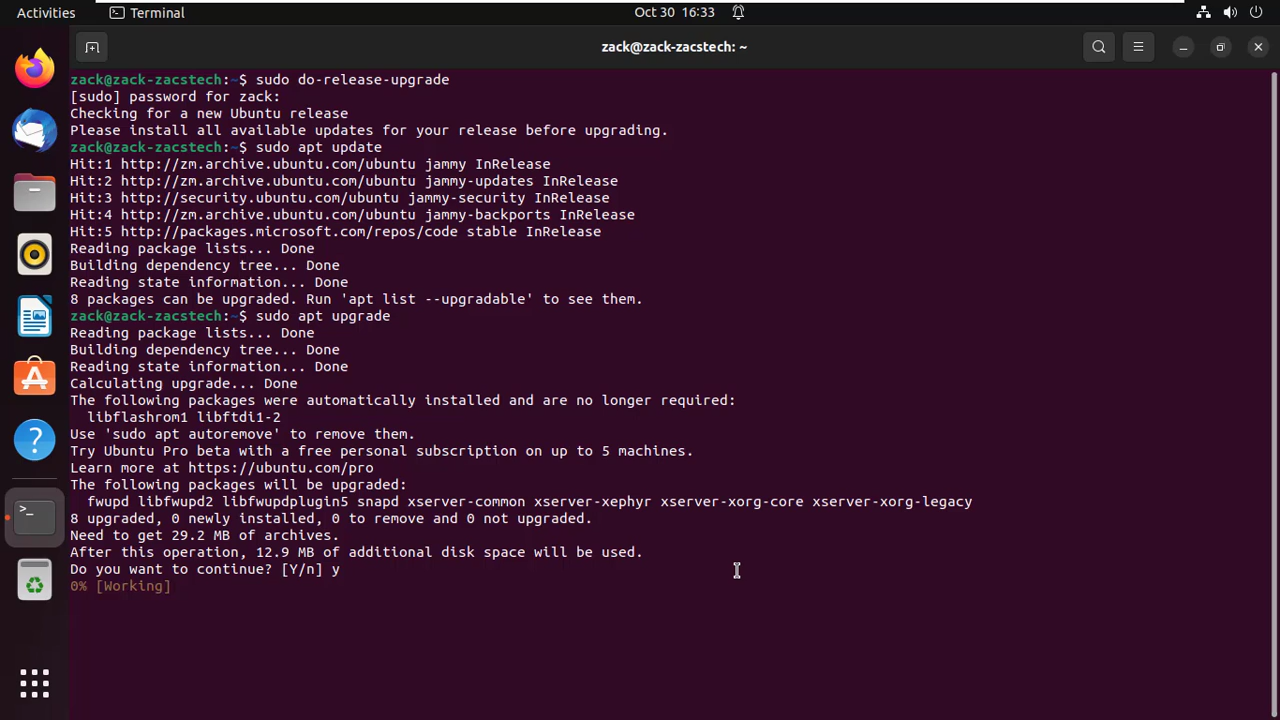 Activities
Terminal
Oct 30 16:33
zack@zack-zacstech: ~
zack@zack-zacstech:~$ sudo do-release-upgrade
[sudo] password for zack:
Checking for a new Ubuntu release
Please install all available updates for your release before upgrading.
zack@zack-zacstech:~$ sudo apt update
Hit:1 http://zm.archive.ubuntu.com/ubuntu jammy InRelease
Hit:2 http://zm.archive.ubuntu.com/ubuntu jammy-updates InRelease
Hit:3 http://security.ubuntu.com/ubuntu jammy-security InRelease
Hit:4 http://zm.archive.ubuntu.com/ubuntu jammy-backports InRelease
Hit:5 http://packages.microsoft.com/repos/code stable InRelease
Reading package lists... Done
Building dependency tree... Done
Reading state information... Done
8 packages can be upgraded. Run 'apt list --upgradable' to see them.
zack@zack-zacstech:~$ sudo apt upgrade
Reading package lists... Done
Building dependency tree... Done
Reading state information... Done
Calculating upgrade... Done
The following packages were automatically installed and are no longer required:
  libflashrom1 libftdi1-2
Use 'sudo apt autoremove' to remove them.
Try Ubuntu Pro beta with a free personal subscription on up to 5 machines.
Learn more at https://ubuntu.com/pro
The following packages will be upgraded:
  fwupd libfwupd2 libfwupdplugin5 snapd xserver-common xserver-xephyr xserver-xorg-core xserver-xorg-legacy
8 upgraded, 0 newly installed, 0 to remove and 0 not upgraded.
Need to get 29.2 MB of archives.
After this operation, 12.9 MB of additional disk space will be used.
Do you want to continue? [Y/n] y
0% [Working]